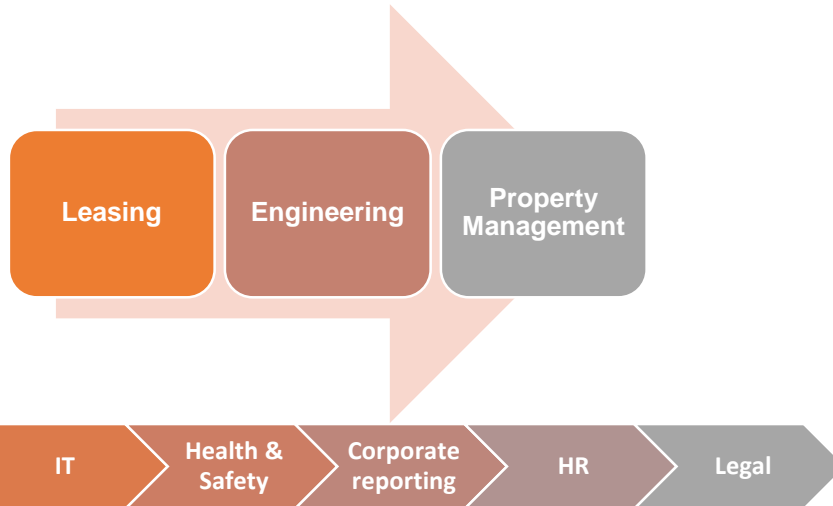 Leasing
Engineering
Property
Management
IT
Health &
Safety
Corporate
reporting
HR
Legal